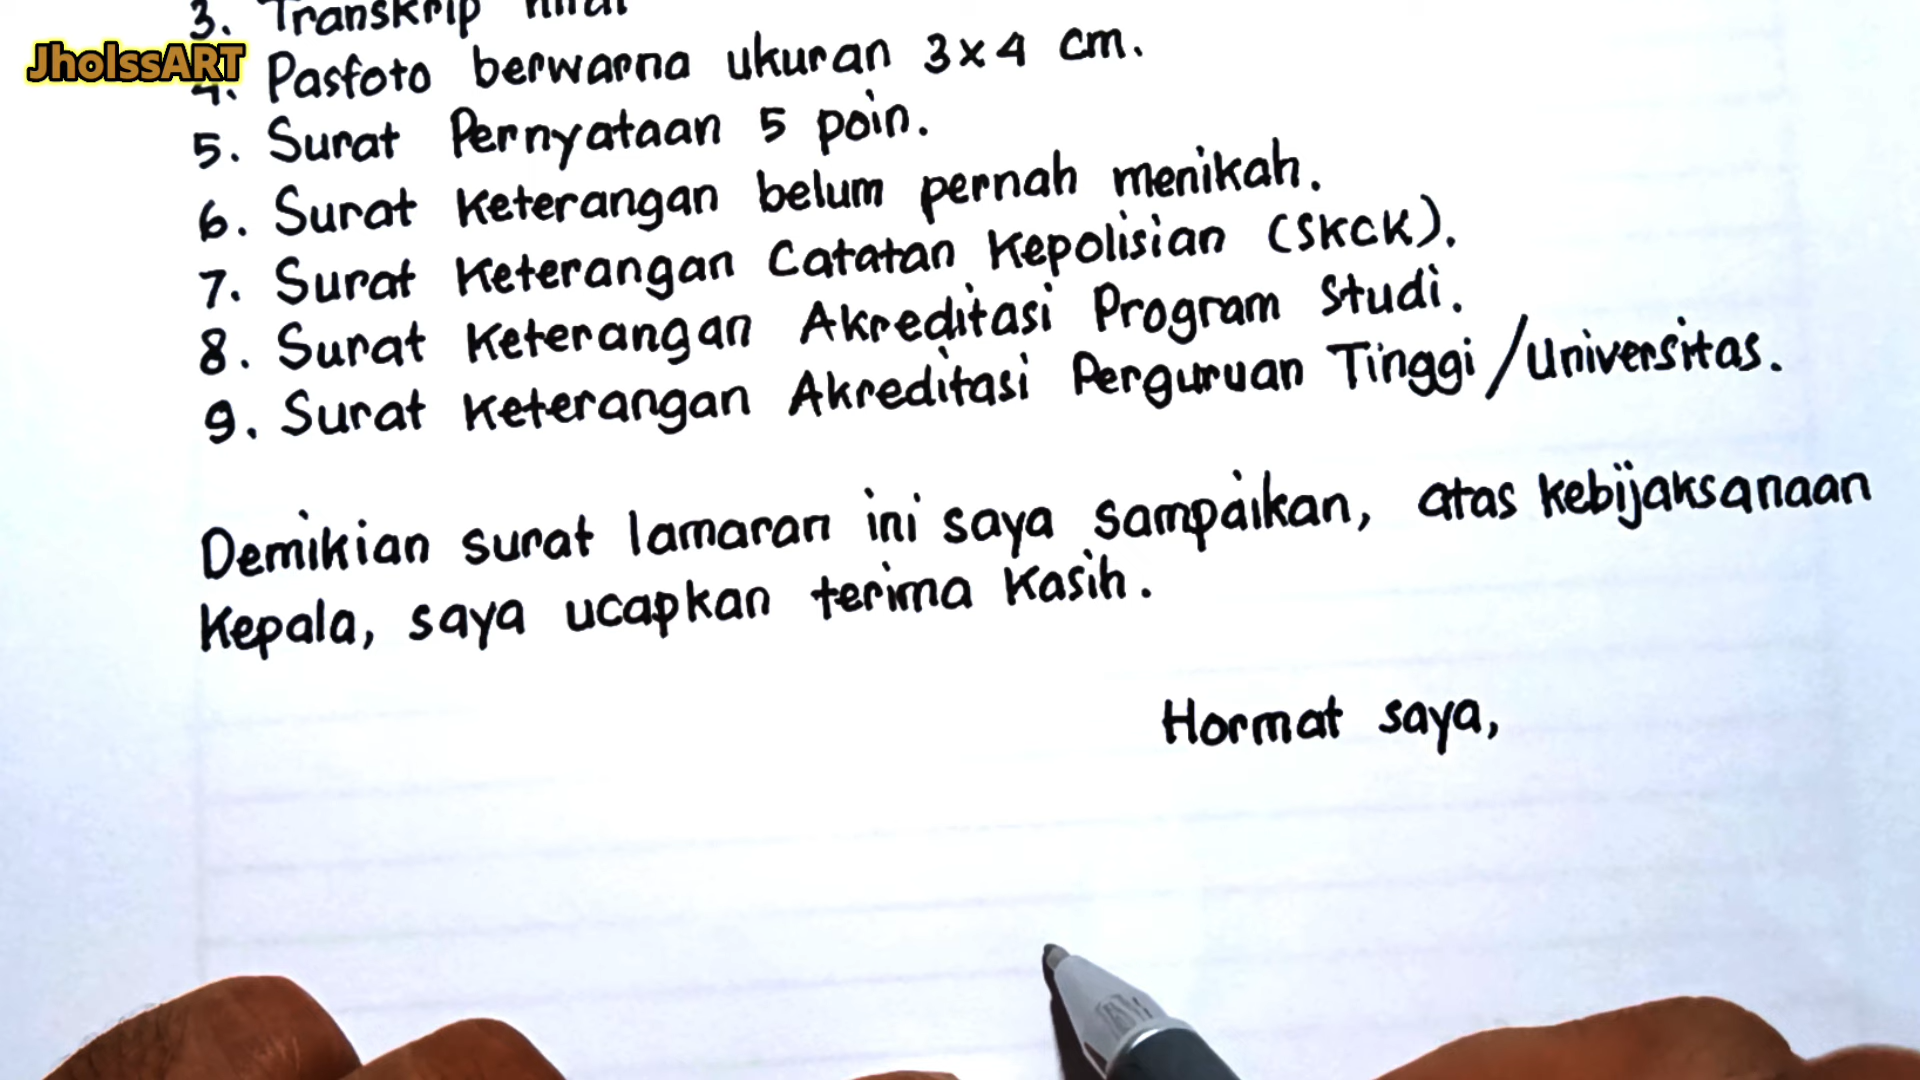 3. Transkrip nilai
JholssART
4. Pasfoto berwarna ukuran 3x4 cm.
5. Surat Pernyataan 5 poin.
6. Surat Keterangan belum pernah menikah.
7. Surat Keterangan Catatan Kepolisian (SKCK).
8. Surat Keterangan Akreditasi Program Studi.
9. Surat Keterangan Akreditasi Perguruan Tinggi/Universitas.
Demikian surat lamaran ini saya sampaikan, atas kebijaksanaan
Kepala, saya ucapkan terima kasih.
Hormat saya,